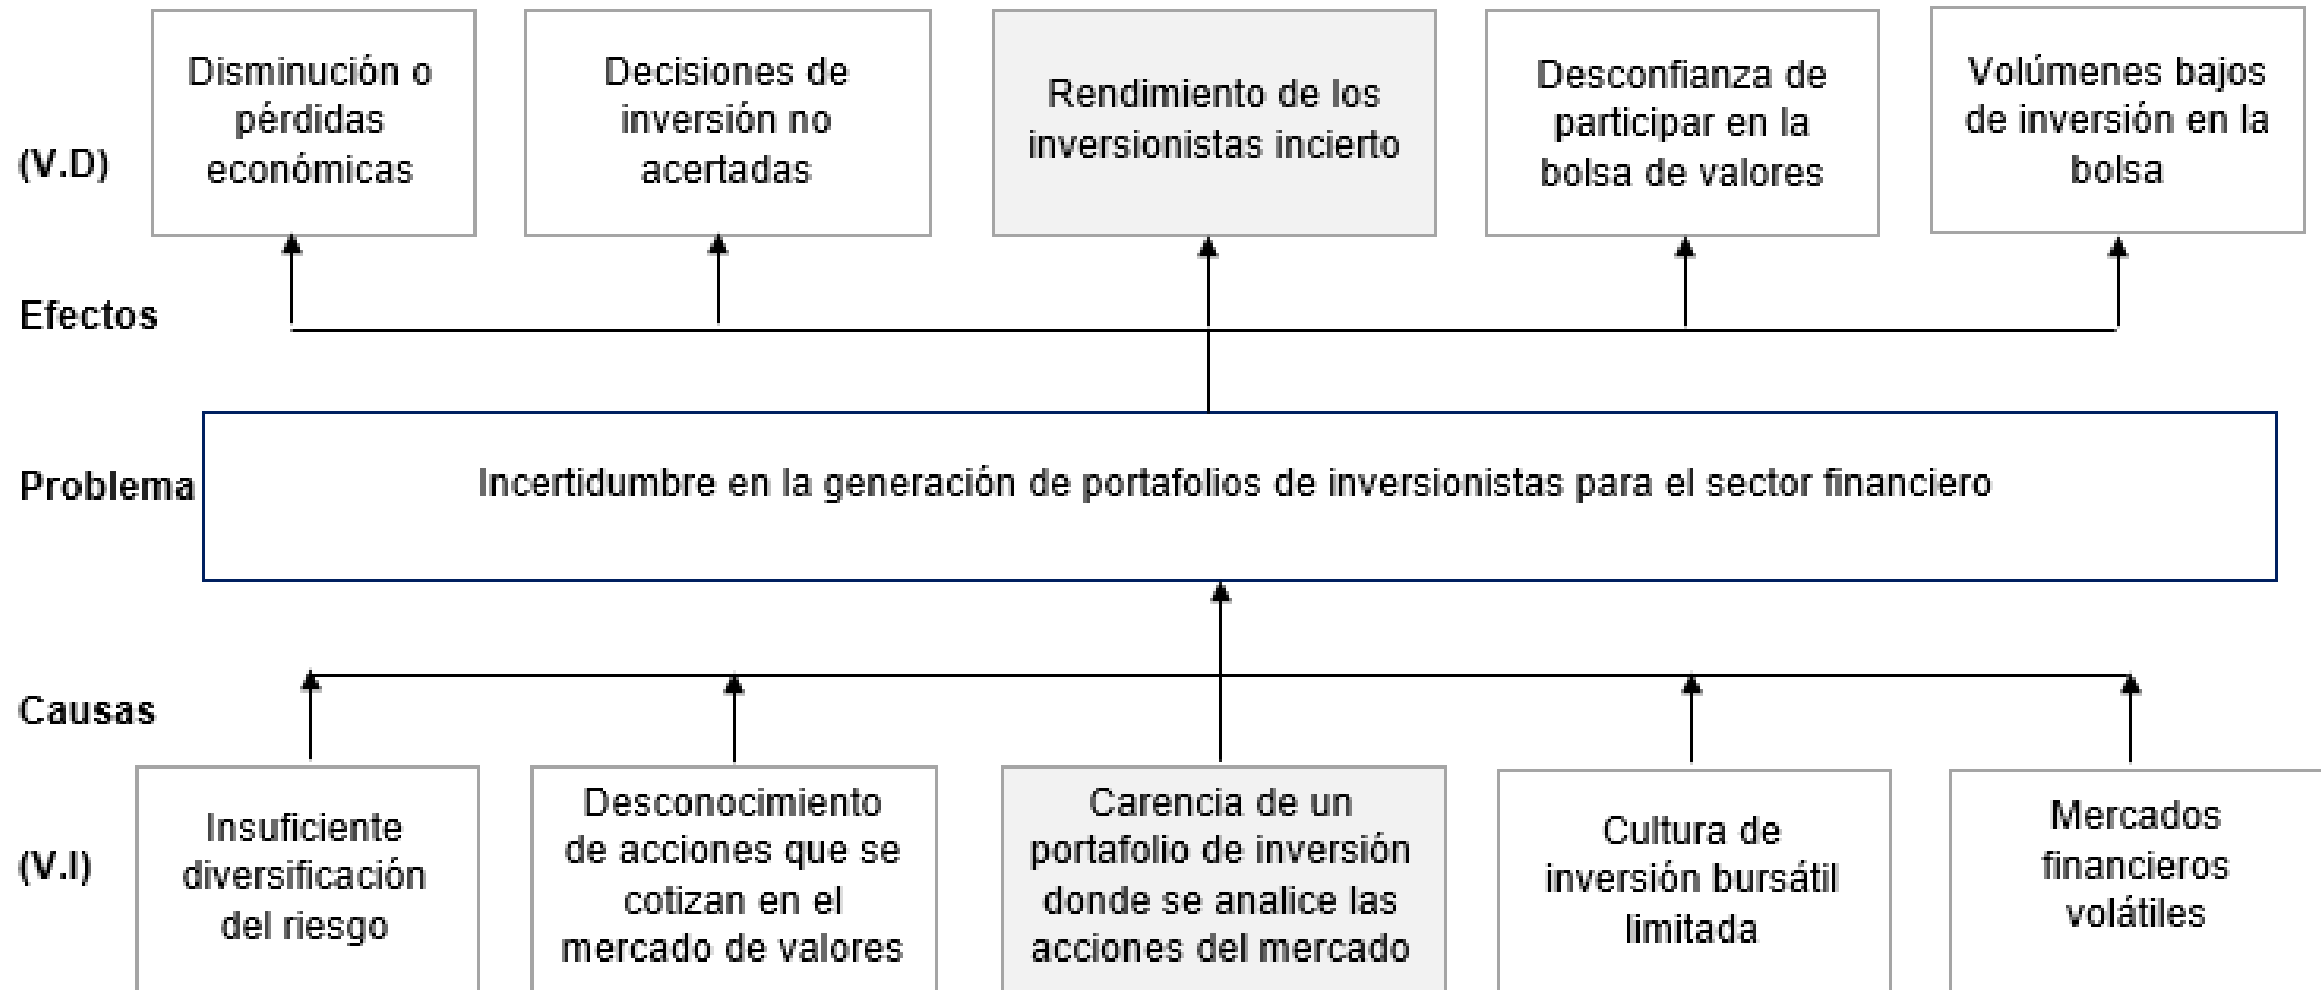 Disminución o
pérdidas
económicas
Decisiones de
inversión no
acertadas
Rendimiento de los
inversionistas incierto
Desconfianza de
participar en la
bolsa de valores
Volúmenes bajos
de inversión en la
bolsa
(V.D)
Efectos
Problema
Incertidumbre en la generación de portafolios de inversionistas para el sector financiero
Causas
(V.I)
Insuficiente
diversificación
del riesgo
Desconocimiento
de acciones que se
cotizan en el
mercado de valores
Carencia de un
portafolio de inversión
donde se analice las
acciones del mercado
Cultura de
inversión bursátil
limitada
Mercados
financieros
volátiles